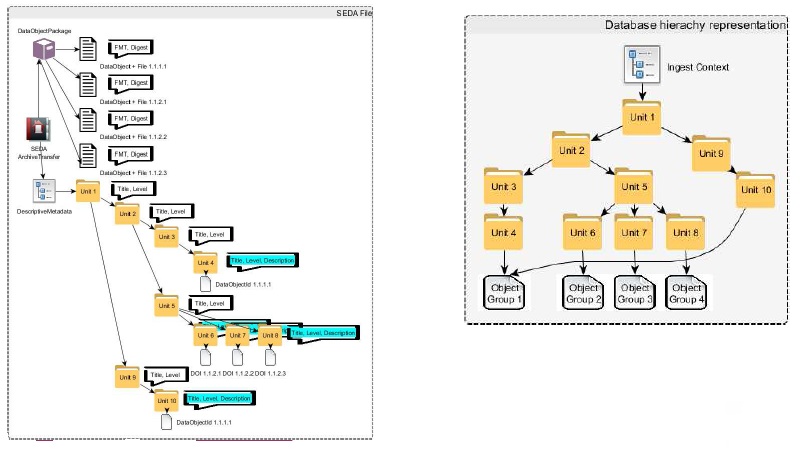 SEDA File
DataObjectPackage
FMT, Digest
DataObject + File 1.1.1.1
FMT, Digest
DataObject + File 1.1.2.1
FMT, Digest
DataObject + File 1.1.2.2
FMT, Digest
DataObject + File 1.1.2.3
SEDA
ArchiveTransfer
DescriptiveMetadata
Unit 1
Title, Level
Unit 2
Title, Level
Unit 3
Title, Level
Unit 4
Title, Level, Description
DataObjectId 1.1.1.1
Unit 5
Title, Level
Unit 6
Unit 7
Unit 8
Title, Level, Description
DOI 1.1.2.1
DOI 1.1.2.2
DOI 1.1.2.3
Unit 9
Title, Level
Unit 10
Title, Level, Description
DataObjectId 1.1.1.1
Database hierachy representation
Ingest Context
Unit 1
Unit 2
Unit 9
Unit 3
Unit 5
Unit 10
Unit 4
Unit 6
Unit 7
Unit 8
Object
Group 1
Object
Group 2
Object
Group 3
Object
Group 4